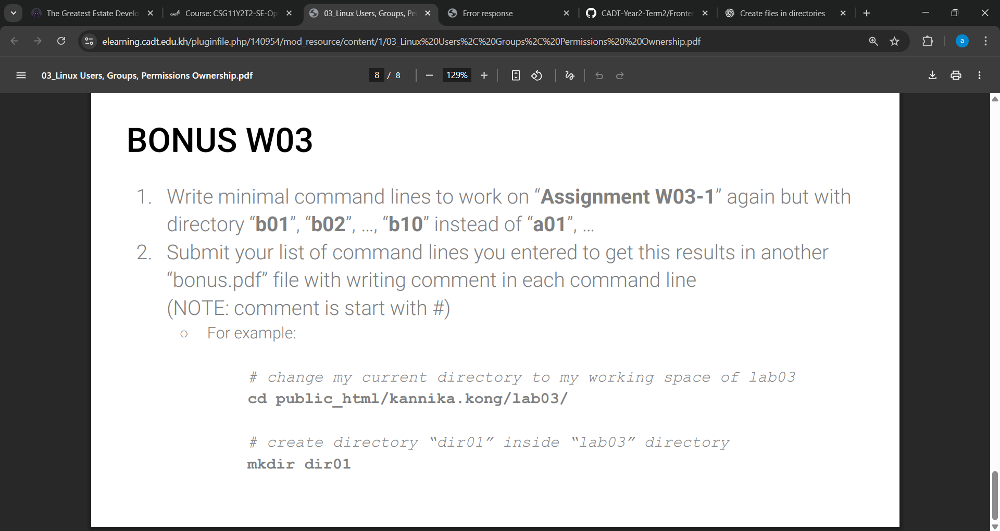 The Greatest Estate Develo
Course: CSG11Y2T2-SE-Op
03_Linux Users, Groups, Pe
Error response
CADT-Year2-Term2/Fronte
Create files in directories
elearning.cadt.edu.kh/pluginfile.php/140954/mod_resource/content/1/03_Linux%20Users%2C%20Groups%2C%20Permissions%20%20Ownership.pdf
a
03_Linux Users, Groups, Permissions Ownership.pdf
8 / 8
129%
BONUS W03
1. Write minimal command lines to work on “Assignment W03-1” again but with
directory “b01”, “b02”, ..., “b10” instead of “a01”, ...
2. Submit your list of command lines you entered to get this results in another
“bonus.pdf” file with writing comment in each command line
(NOTE: comment is start with #)
○ For example:
# change my current directory to my working space of lab03
cd public_html/kannika.kong/lab03/
# create directory “dir01” inside “lab03” directory
mkdir dir01